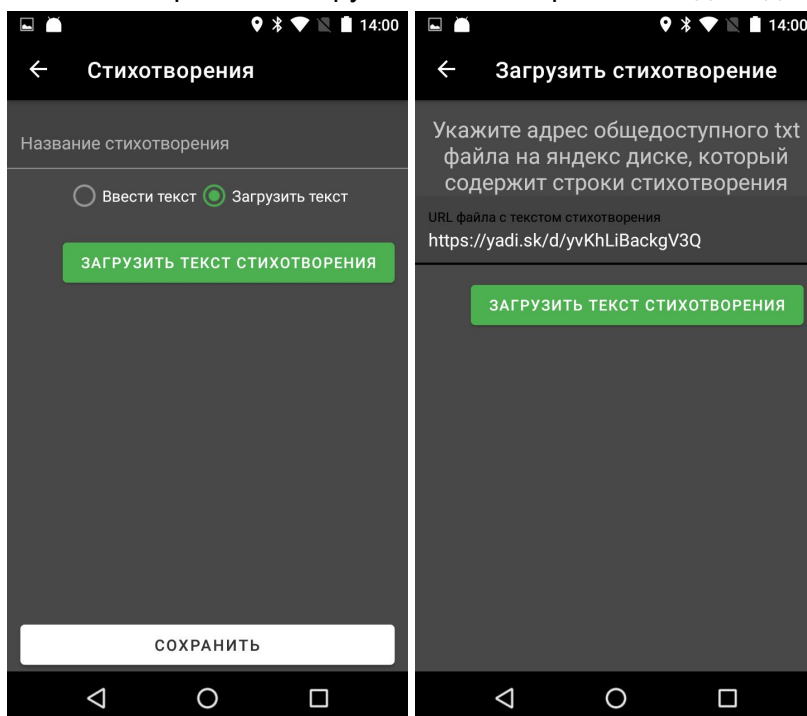 14:00
Стихотворения
Название стихотворения
Ввести текст Загрузить текст
ЗАГРУЗИТЬ ТЕКСТ СТИХОТВОРЕНИЯ
СОХРАНИТЬ
14:00
Загрузить стихотворение
Укажите адрес общедоступного txt
файла на яндекс диске, который
содержит строки стихотворения
URL файла с текстом стихотворения
https://yadi.sk/d/yvKhLiBackgV3Q
ЗАГРУЗИТЬ ТЕКСТ СТИХОТВОРЕНИЯ